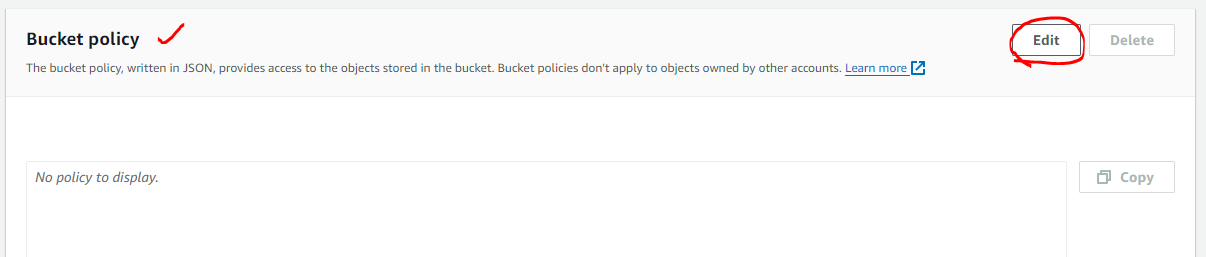 Bucket policy
Edit
Delete
The bucket policy, written in JSON, provides access to the objects stored in the bucket. Bucket policies don't apply to objects owned by other accounts. Learn more
No policy to display.
Copy